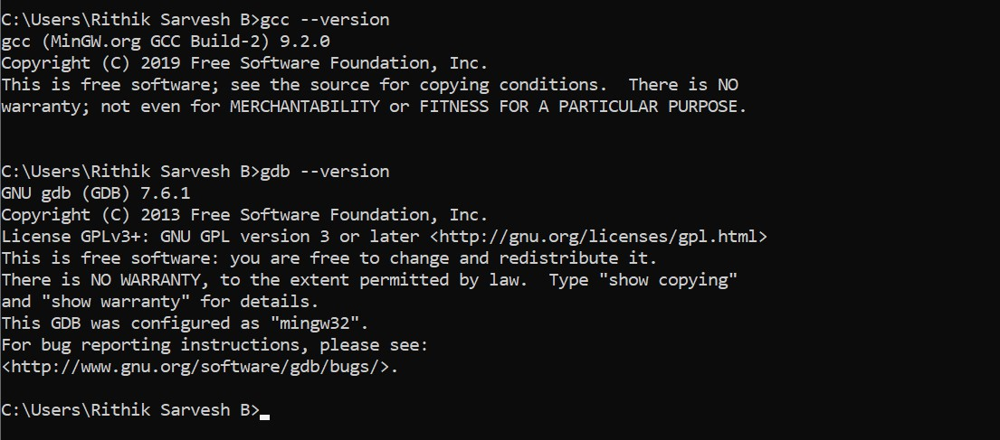 C:\Users\Rithik Sarvesh B>gcc --version
gcc (MinGW.org GCC Build-2) 9.2.0
Copyright (C) 2019 Free Software Foundation, Inc.
This is free software; see the source for copying conditions.  There is NO
warranty; not even for MERCHANTABILITY or FITNESS FOR A PARTICULAR PURPOSE.
C:\Users\Rithik Sarvesh B>gdb --version
GNU gdb (GDB) 7.6.1
Copyright (C) 2013 Free Software Foundation, Inc.
License GPLv3+: GNU GPL version 3 or later <http://gnu.org/licenses/gpl.html>
This is free software: you are free to change and redistribute it.
There is NO WARRANTY, to the extent permitted by law.  Type "show copying"
and "show warranty" for details.
This GDB was configured as "mingw32".
For bug reporting instructions, please see:
<http://www.gnu.org/software/gdb/bugs/>.
C:\Users\Rithik Sarvesh B>